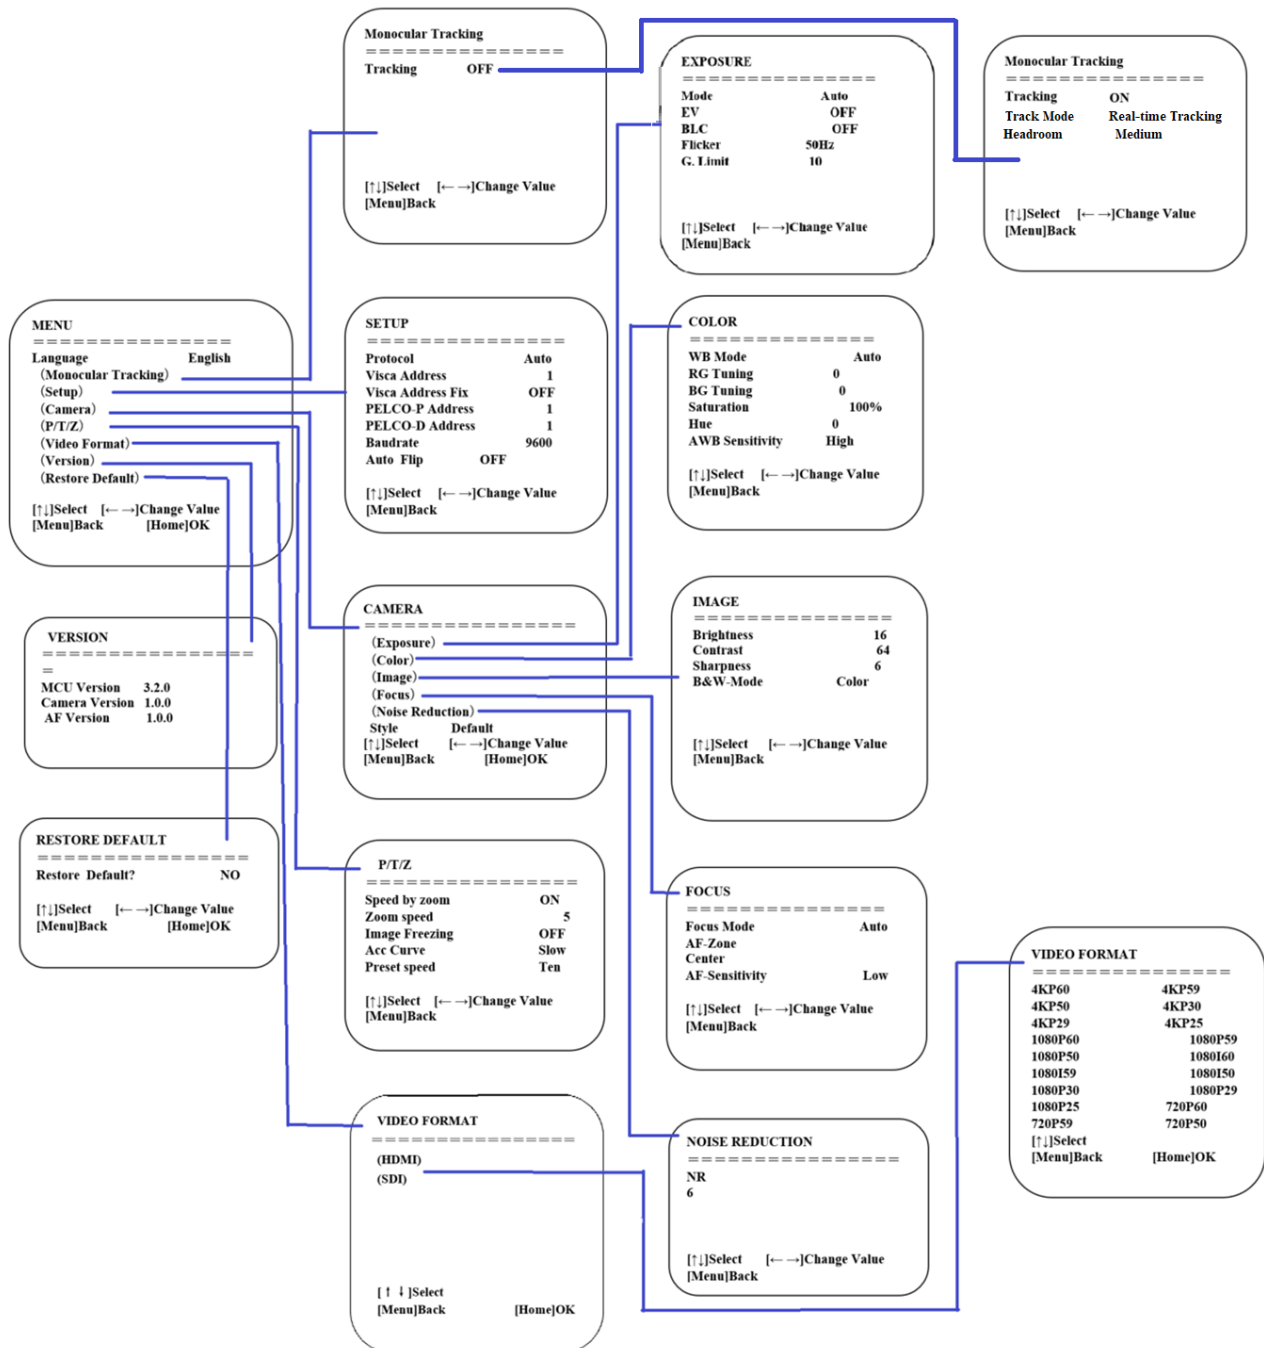 Monocular Tracking
===============
Tracking OFF
[↑↓]Select [←→]Change Value
[Menu]Back
EXPOSURE
===============
Mode Auto
EV OFF
BLC OFF
Flicker 50Hz
G. Limit 10
[↑↓]Select [←→]Change Value
[Menu]Back
Monocular Tracking
===============
Tracking ON
Track Mode Real-time Tracking
Headroom Medium
[↑↓]Select [←→]Change Value
[Menu]Back
MENU
===============
Language English
(Monocular Tracking)
(Setup)
(Camera)
(P/T/Z)
(Video Format)
(Version)
(Restore Default)
[↑↓]Select [←→]Change Value
[Menu]Back [Home]OK
SETUP
===============
Protocol Auto
Visca Address 1
Visca Address Fix OFF
PELCO-P Address 1
PELCO-D Address 1
Baudrate 9600
Auto Flip OFF
[↑↓]Select [←→]Change Value
[Menu]Back
COLOR
================
WB Mode Auto
RG Tuning 0
BG Tuning 0
Saturation 100%
Hue 0
AWB Sensitivity High
[↑↓]Select [←→]Change Value
[Menu]Back
VERSION
================
=
MCU Version 3.2.0
Camera Version 1.0.0
AF Version 1.0.0
CAMERA
================
(Exposure)
(Color)
(Image)
(Focus)
(Noise Reduction)
Style Default
[↑↓]Select [←→]Change Value
[Menu]Back [Home]OK
IMAGE
===============
Brightness 16
Contrast 64
Sharpness 6
B&W-Mode Color
[↑↓]Select [←→]Change Value
[Menu]Back
RESTORE DEFAULT
================
Restore Default? NO
[↑↓]Select [←→]Change Value
[Menu]Back [Home]OK
P/T/Z
================
Speed by zoom ON
Zoom speed 5
Image Freezing OFF
Acc Curve Slow
Preset speed Ten
[↑↓]Select [←→]Change Value
[Menu]Back
FOCUS
===============
Focus Mode Auto
AF-Zone
Center
AF-Sensitivity Low
[↑↓]Select [←→]Change Value
[Menu]Back
VIDEO FORMAT
===============
4KP60 4KP59
4KP50 4KP30
4KP29 4KP25
1080P60 1080P59
1080P50 1080I60
1080I59 1080I50
1080P30 1080P29
1080P25 720P60
720P59 720P50
[↑↓]Select
[Menu]Back [Home]OK
VIDEO FORMAT
===============
(HDMI)
(SDI)
[↑↓]Select
[Menu]Back [Home]OK
NOISE REDUCTION
================
NR
6
[↑↓]Select [←→]Change Value
[Menu]Back